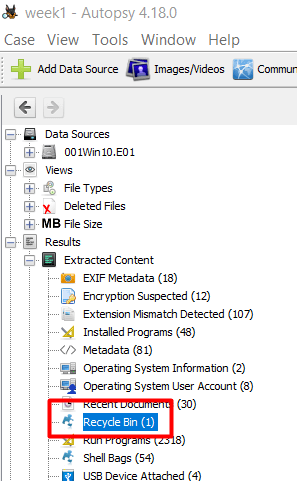 week1 - Autopsy 4.18.0
Case View Tools Window Help
Add Data Source Images/Videos Commun
Data Sources
001Win10.E01
Views
File Types
Deleted Files
MB File Size
Results
Extracted Content
EXIF Metadata (18)
Encryption Suspected (12)
Extension Mismatch Detected (107)
Installed Programs (48)
Metadata (81)
Operating System Information (2)
Operating System User Account (8)
Recent Documents (30)
Recycle Bin (1)
Run Programs (2318)
Shell Bags (54)
USB Device Attached (4)